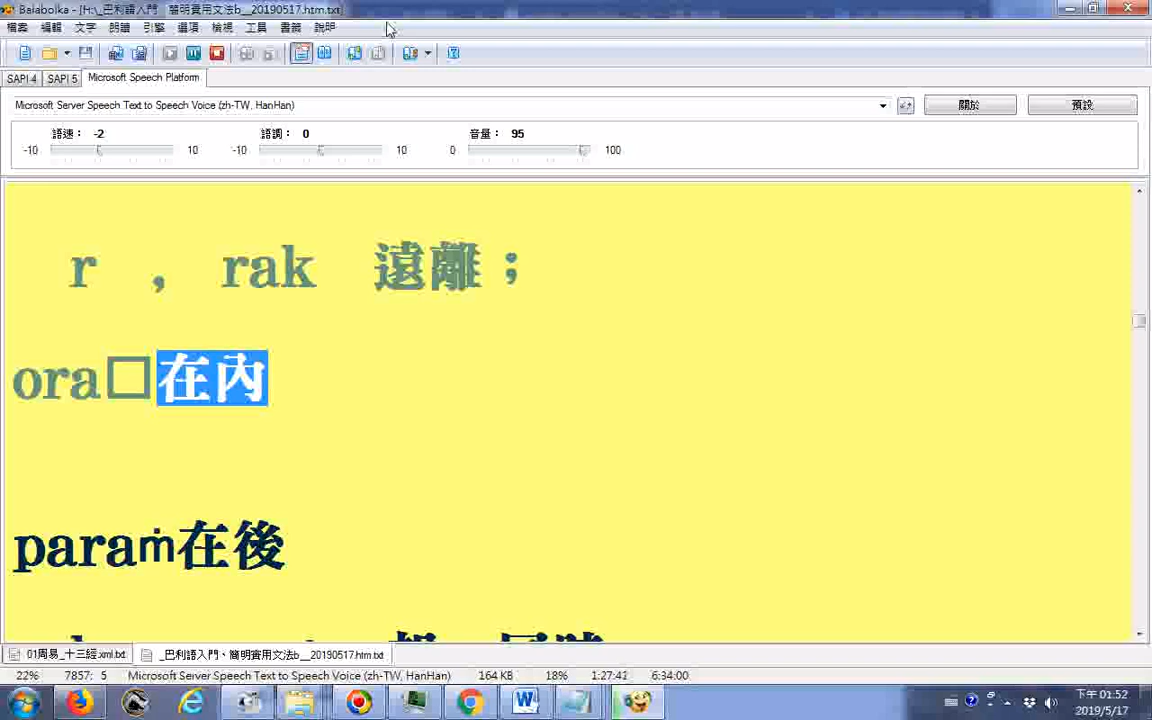 Balabolka - [H:\_巴利語入門、簡明實用文法b__20190517.htm.txt]
檔案 編輯 文字 朗讀 引擎 選項 檢視 工具 書籤 說明
SAPI 4 SAPI 5 Microsoft Speech Platform
Microsoft Server Speech Text to Speech Voice (zh-TW, HanHan) 關於 預設
語速： -2 語調： 0 音量： 95
-10 10 -10 10 0 100
r , rak 遠離；
ora□在內
paraṁ在後
01周易_十三經.xml.txt _巴利語入門、簡明實用文法b__20190517.htm.txt
22% 7857: 5 Microsoft Server Speech Text to Speech Voice (zh-TW, HanHan) 164 KB 18% 1:27:42 6:34:00
下午 01:52
2019/5/17